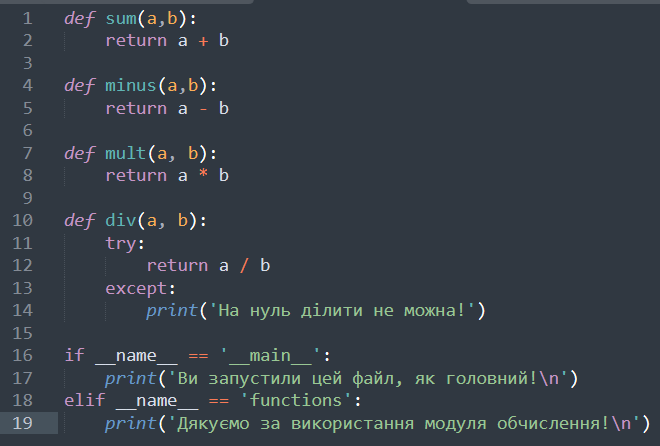 1 def sum(a,b):
2     return a + b
3
4 def minus(a,b):
5     return a - b
6
7 def mult(a, b):
8     return a * b
9
10 def div(a, b):
11     try:
12         return a / b
13     except:
14         print('На нуль ділити не можна!')
15
16 if __name__ == '__main__':
17     print('Ви запустили цей файл, як головний!\n')
18 elif __name__ == 'functions':
19     print('Дякуємо за використання модуля обчислення!\n')